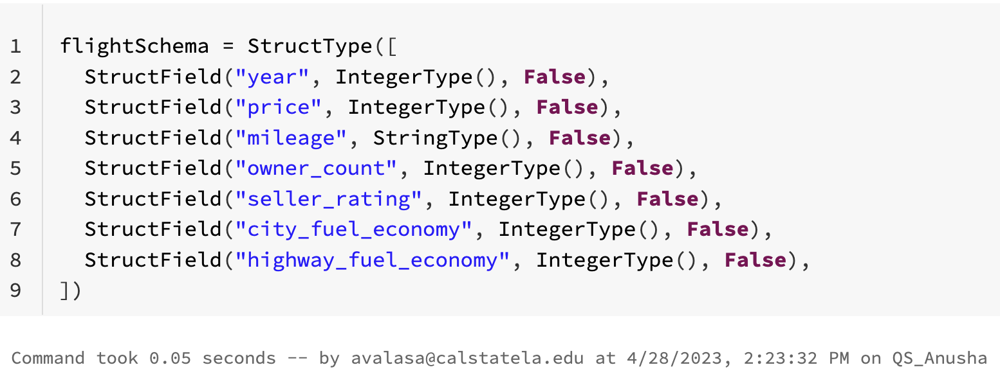 1 flightSchema = StructType([
2   StructField("year", IntegerType(), False),
3   StructField("price", IntegerType(), False),
4   StructField("mileage", StringType(), False),
5   StructField("owner_count", IntegerType(), False),
6   StructField("seller_rating", IntegerType(), False),
7   StructField("city_fuel_economy", IntegerType(), False),
8   StructField("highway_fuel_economy", IntegerType(), False),
9 ])
Command took 0.05 seconds -- by avalasa@calstatela.edu at 4/28/2023, 2:23:32 PM on QS_Anusha